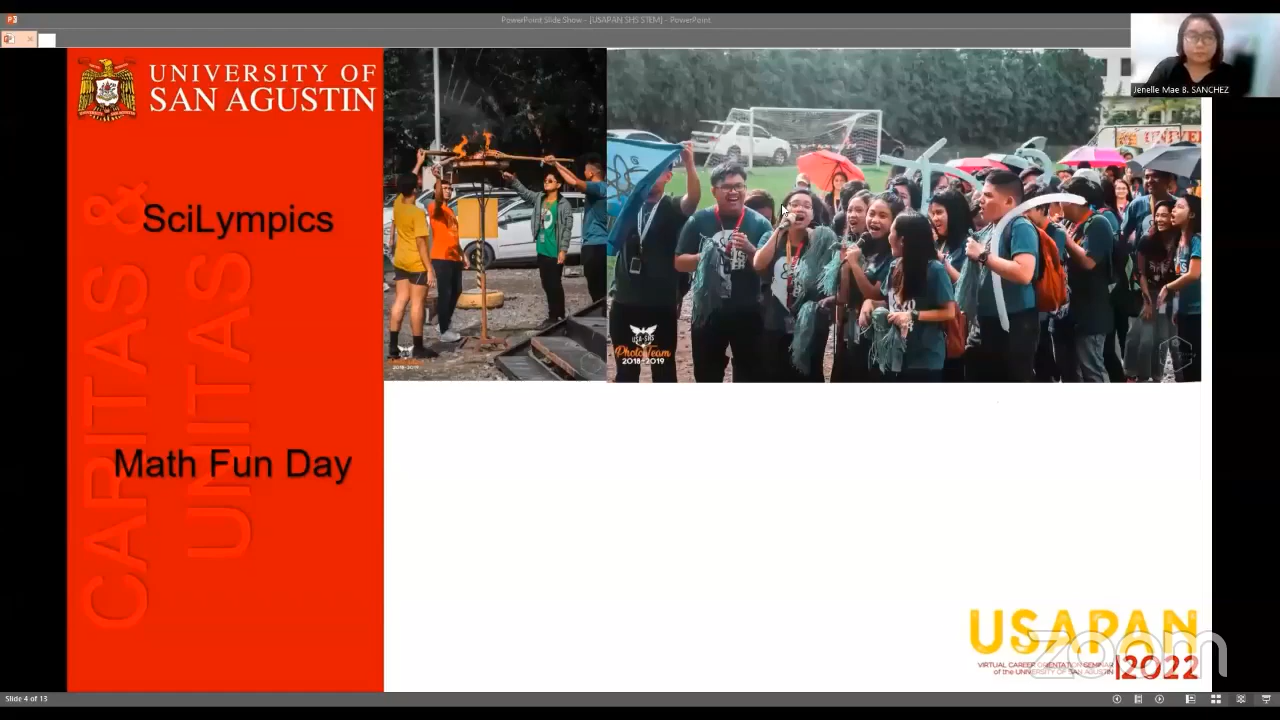 PowerPoint Slide Show - [USAPAN SHS STEM] - PowerPoint
Jenelle Mae B. SANCHEZ
UNIVERSITY OF
SAN AGUSTIN
SciLympics
Math Fun Day
CARITAS &
UNITAS
USA-SHS
PhotoTeam
2018-2019
USAPAN
VIRTUAL CAREER ORIENTATION SEMINAR
of the UNIVERSITY OF SAN AGUSTIN
2022
zoom
Slide 4 of 13